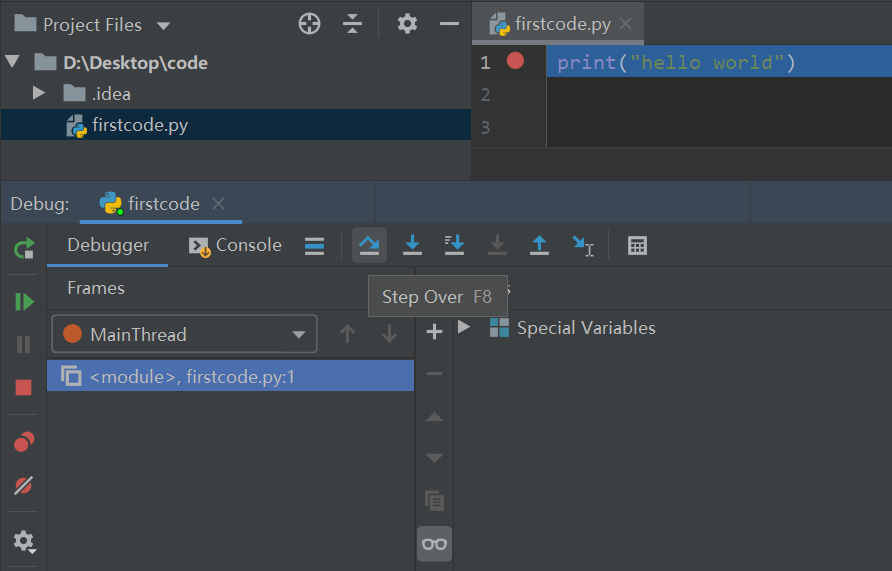 Project Files
firstcode.py
D:\Desktop\code
.idea
firstcode.py
1 print("hello world")
2
3
Debug: firstcode
Debugger Console
Frames
Step Over F8
MainThread
Special Variables
<module>, firstcode.py:1